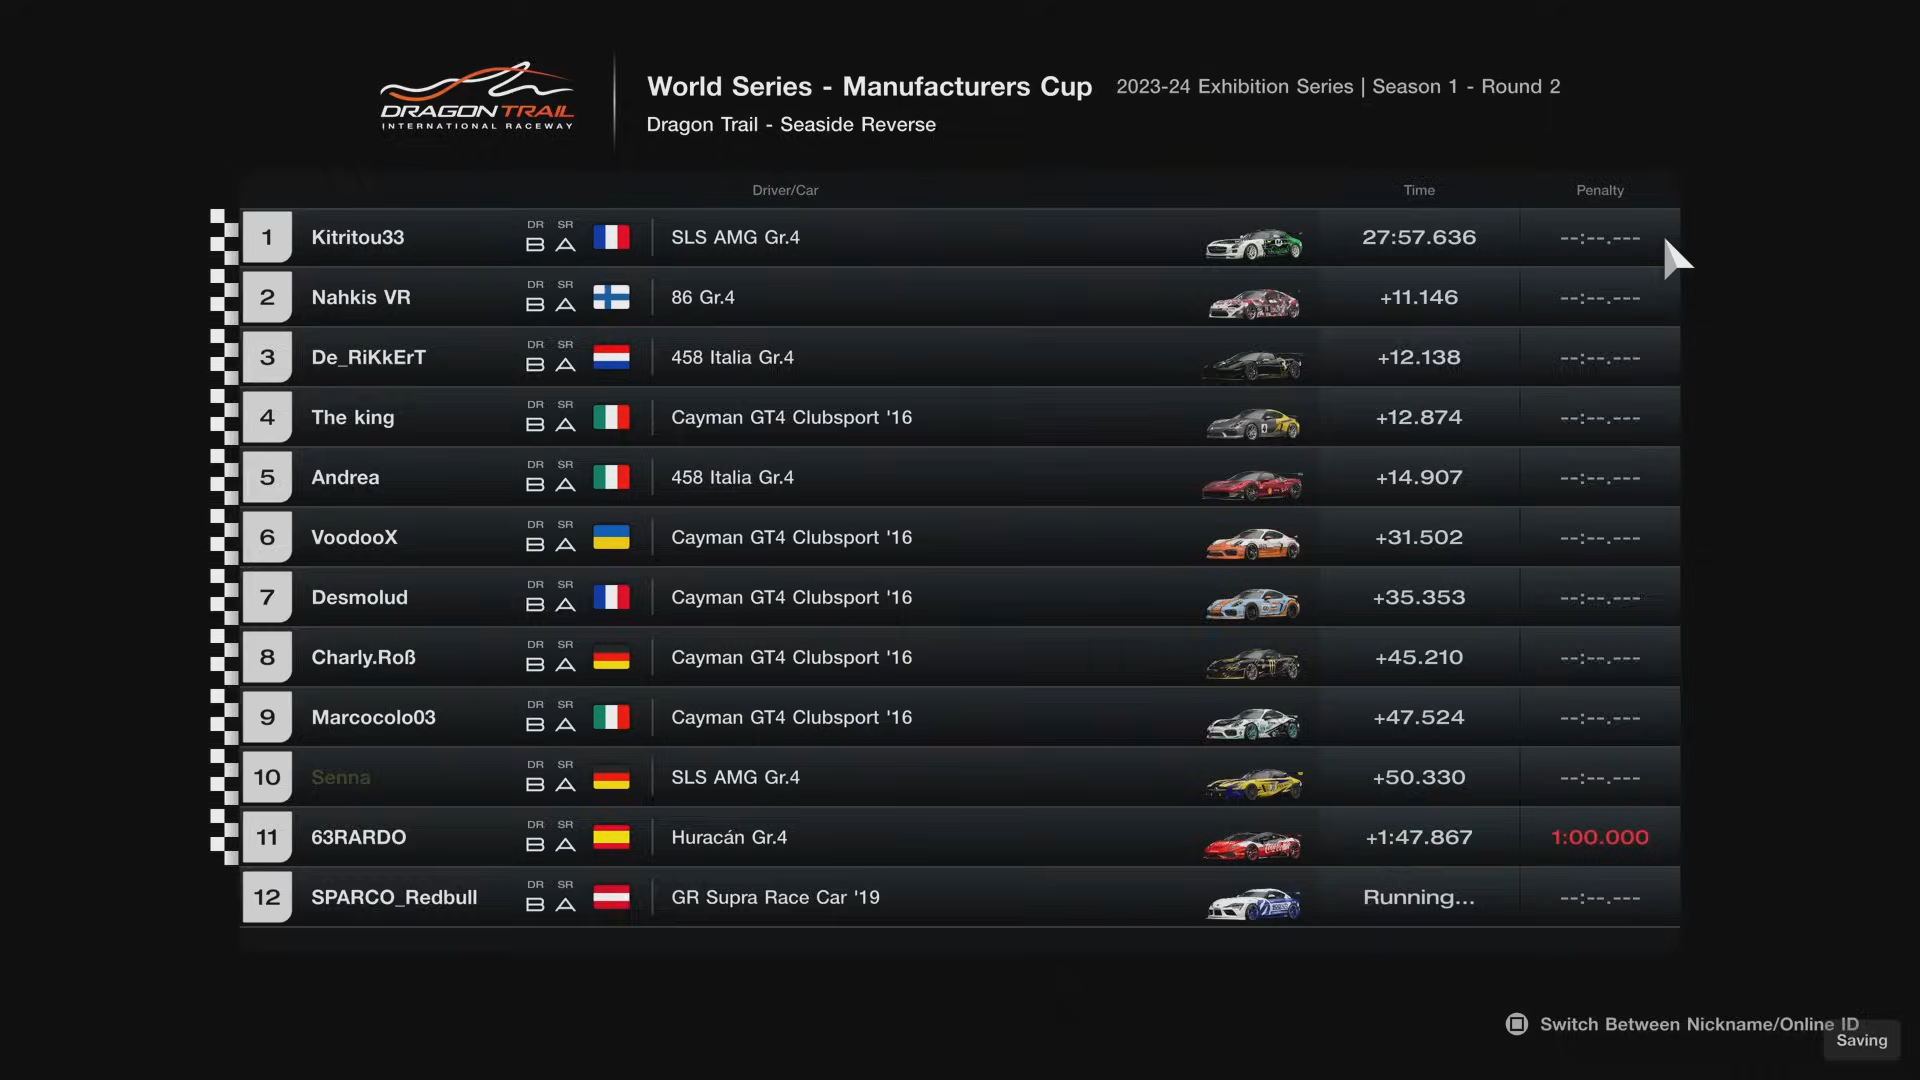 DRAGON TRAIL
INTERNATIONAL RACEWAY
World Series - Manufacturers Cup 2023-24 Exhibition Series | Season 1 - Round 2
Dragon Trail - Seaside Reverse
Driver/Car Time Penalty
1 Kitritou33 DR B SR A SLS AMG Gr.4 27:57.636 --:--.---
2 Nahkis VR DR B SR A 86 Gr.4 +11.146 --:--.---
3 De_RiKkErT DR B SR A 458 Italia Gr.4 +12.138 --:--.---
4 The king DR B SR A Cayman GT4 Clubsport '16 +12.874 --:--.---
5 Andrea DR B SR A 458 Italia Gr.4 +14.907 --:--.---
6 VoodooX DR B SR A Cayman GT4 Clubsport '16 +31.502 --:--.---
7 Desmolud DR B SR A Cayman GT4 Clubsport '16 +35.353 --:--.---
8 Charly.Roß DR B SR A Cayman GT4 Clubsport '16 +45.210 --:--.---
9 Marcocolo03 DR B SR A Cayman GT4 Clubsport '16 +47.524 --:--.---
10 Senna DR B SR A SLS AMG Gr.4 +50.330 --:--.---
11 63RARDO DR B SR A Huracán Gr.4 +1:47.867 1:00.000
12 SPARCO_Redbull DR B SR A GR Supra Race Car '19 Running... --:--.---
Switch Between Nickname/Online ID
Saving